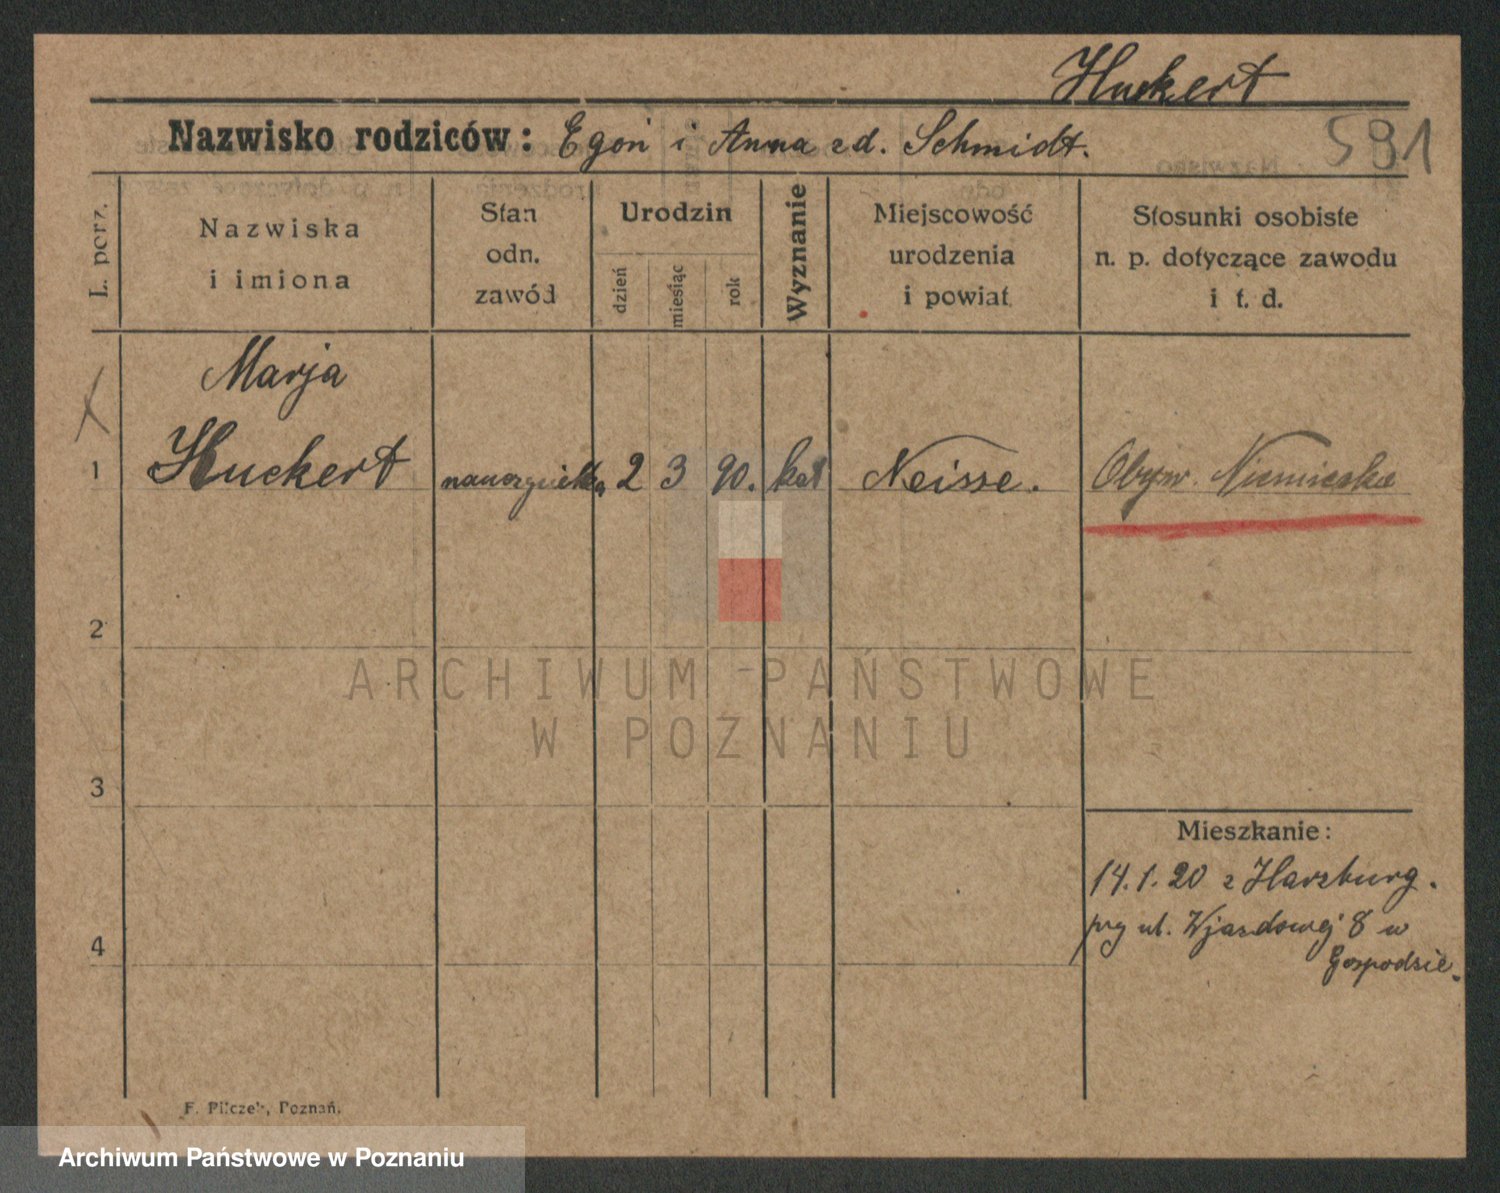 Huckert
Nazwisko rodziców: Egon i Anna zd. Schmidt.
591
L. porz.
Nazwiska
i imiona
Stan
odn.
zawód
Urodzin
dzień
miesiąc
rok
Wyznanie
Miejscowość
urodzenia
i powiat
Stosunki osobiste
n. p. dotyczące zawodu
i t. d.
Marja
1 Huckert nauczycielka 2 3 90. kat Neisse. Obyw. Niemiecka
2
3
4
Mieszkanie:
14.1.20 z Harzburg.
przy ul. Wjazdowej 8 w
Gospodzie.
F. Pilczek, Poznań.
ARCHIWUM PAŃSTWOWE
W POZNANIU
Archiwum Państwowe w Poznaniu